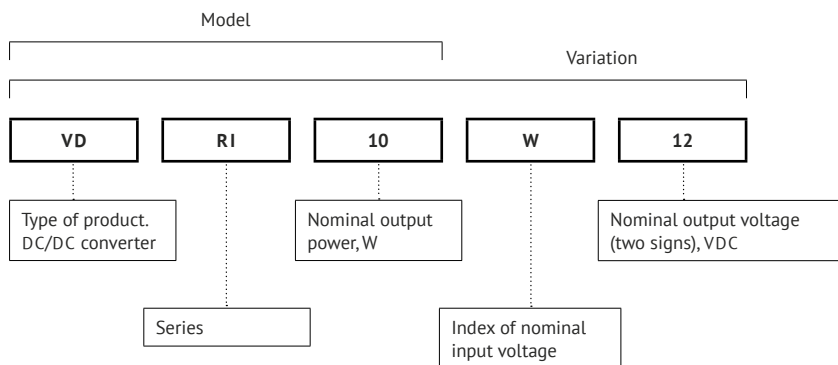 Model
Variation
VD RI 10 W 12
Type of product.
DC/DC converter
Nominal output
power, W
Nominal output voltage
(two signs), VDC
Series
Index of nominal
input voltage